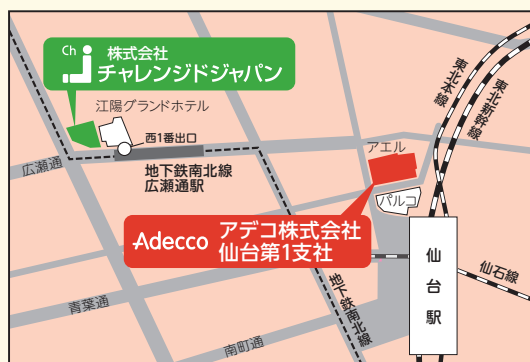 Ch
株式会社
チャレンジドジャパン
江陽グランドホテル
西1番出口
広瀬通
地下鉄南北線
広瀬通駅
東北本線
東北新幹線
アエル
パルコ
Adecco
アデコ株式会社
仙台第1支社
仙台駅
仙石線
地下鉄南北線
青葉通
南町通